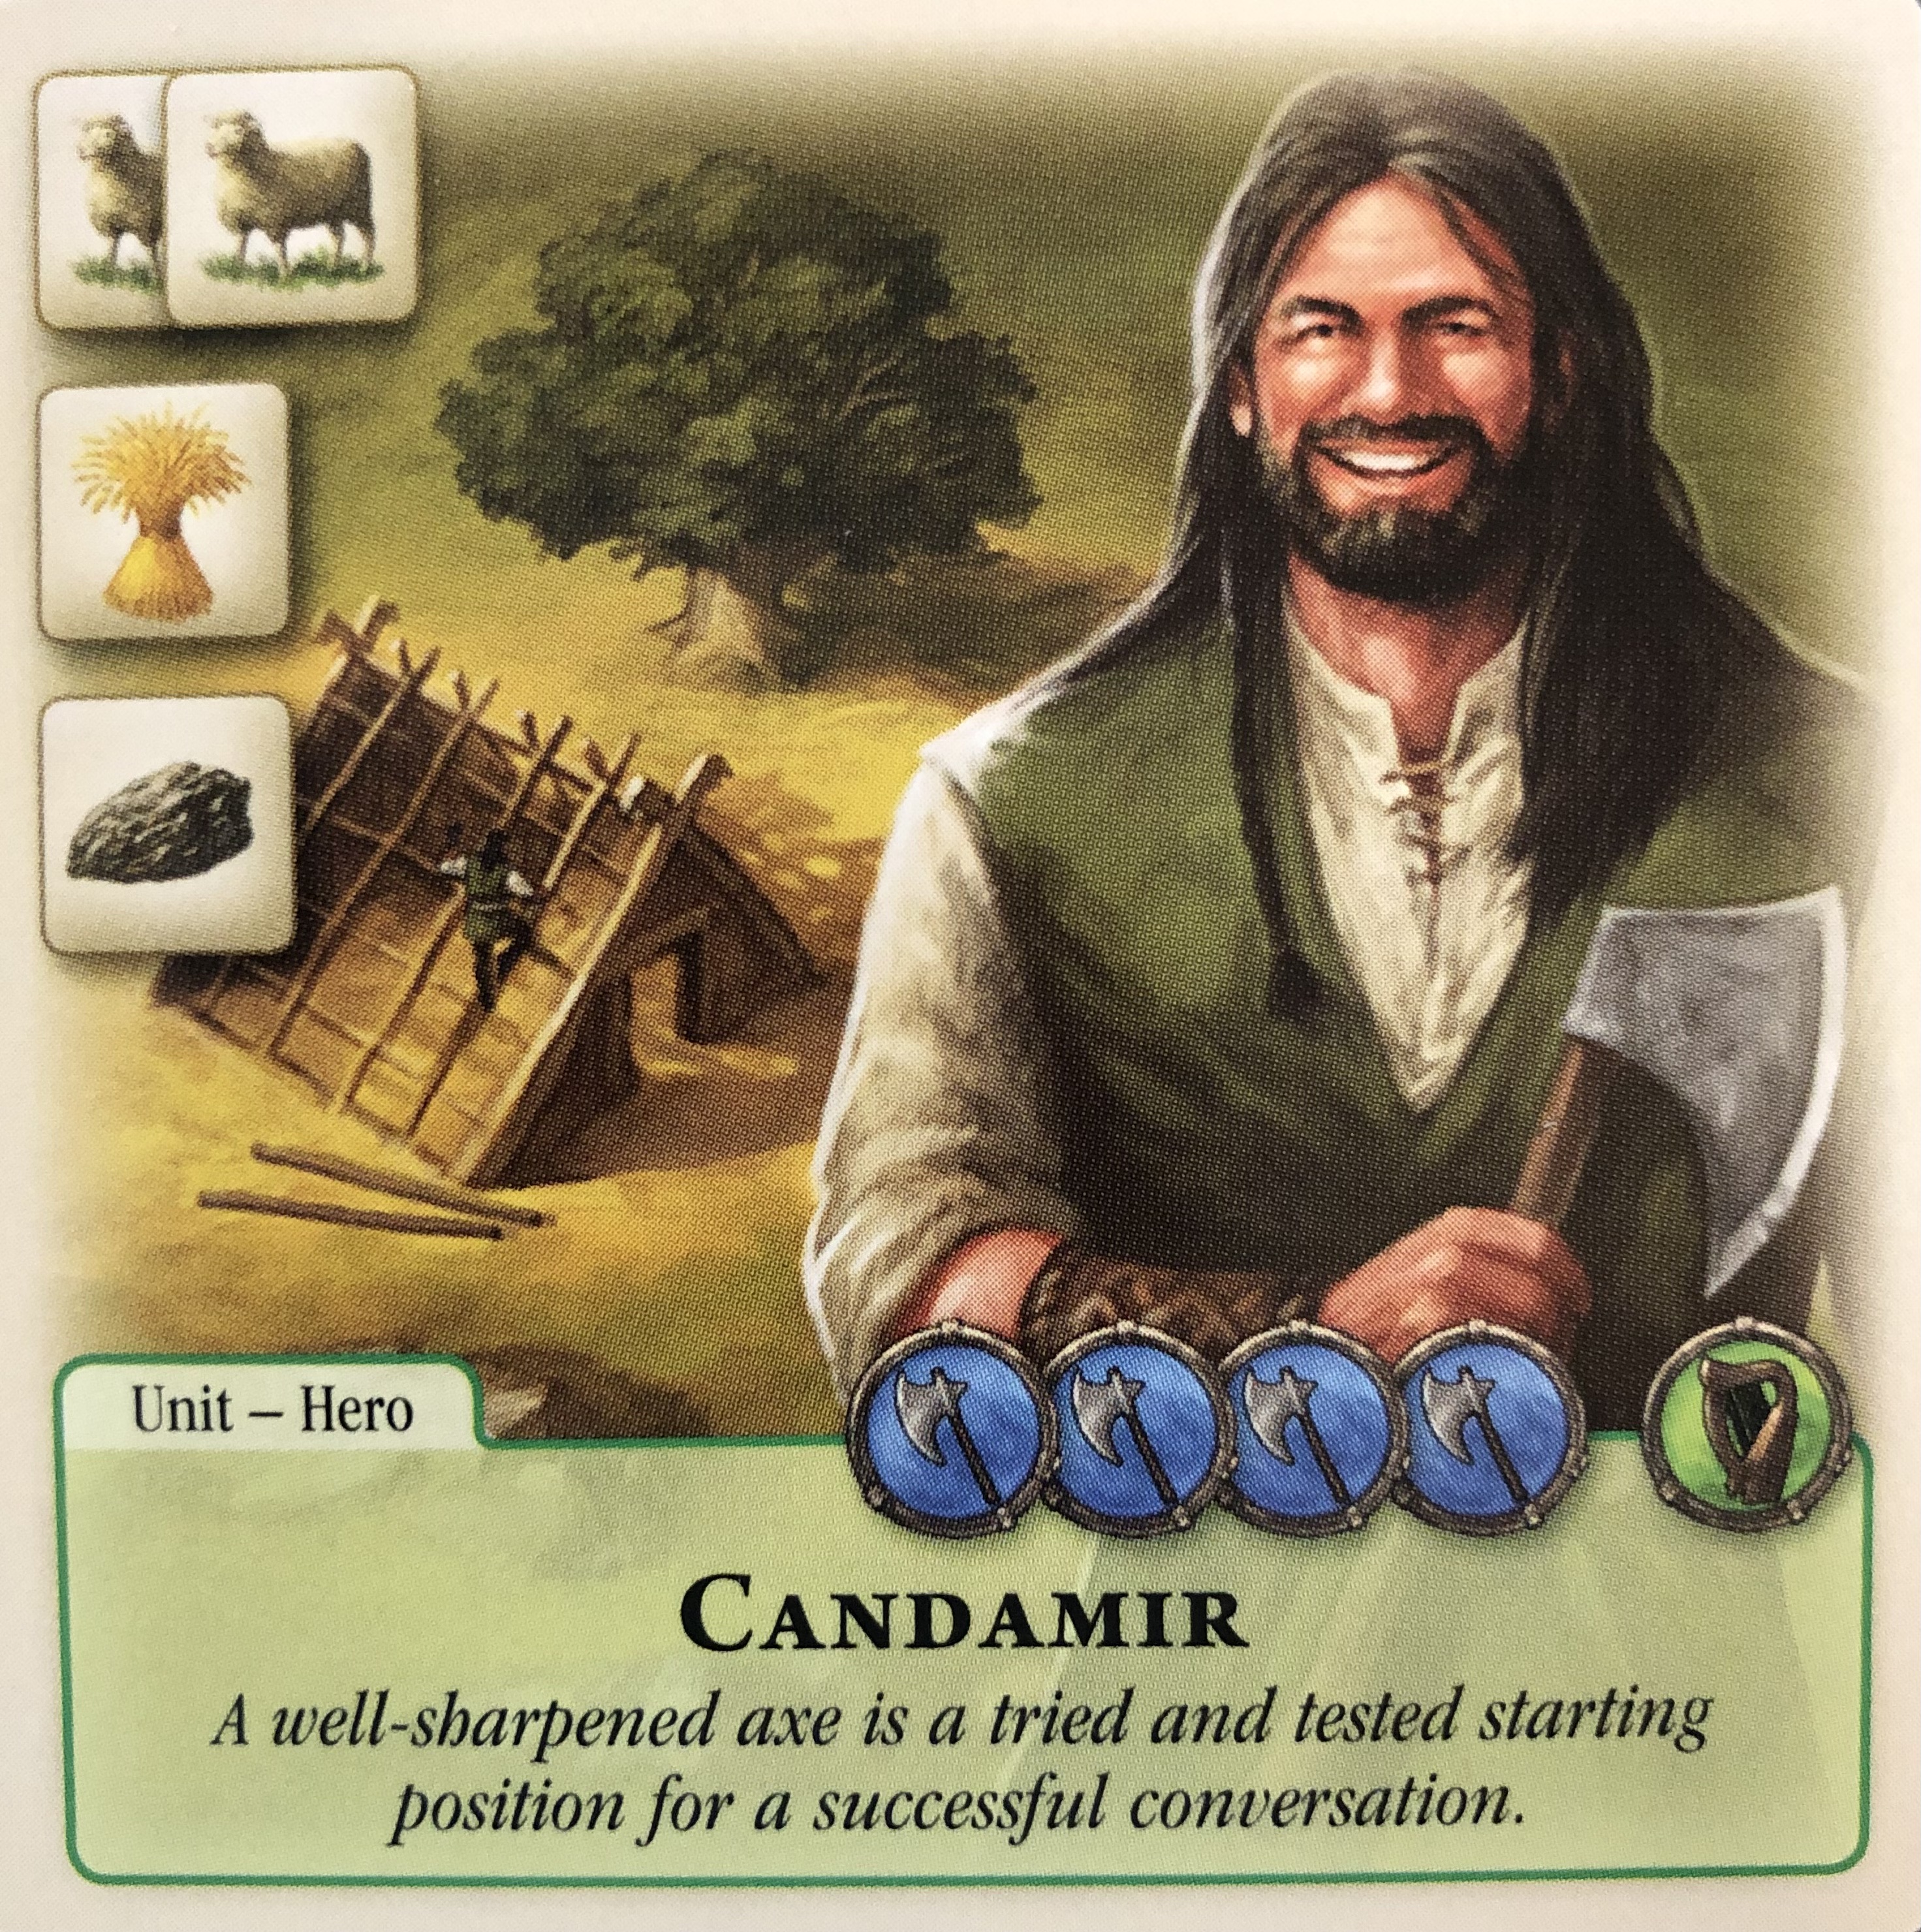 Unit – Hero
CANDAMIR
A well-sharpened axe is a tried and tested starting
position for a successful conversation.